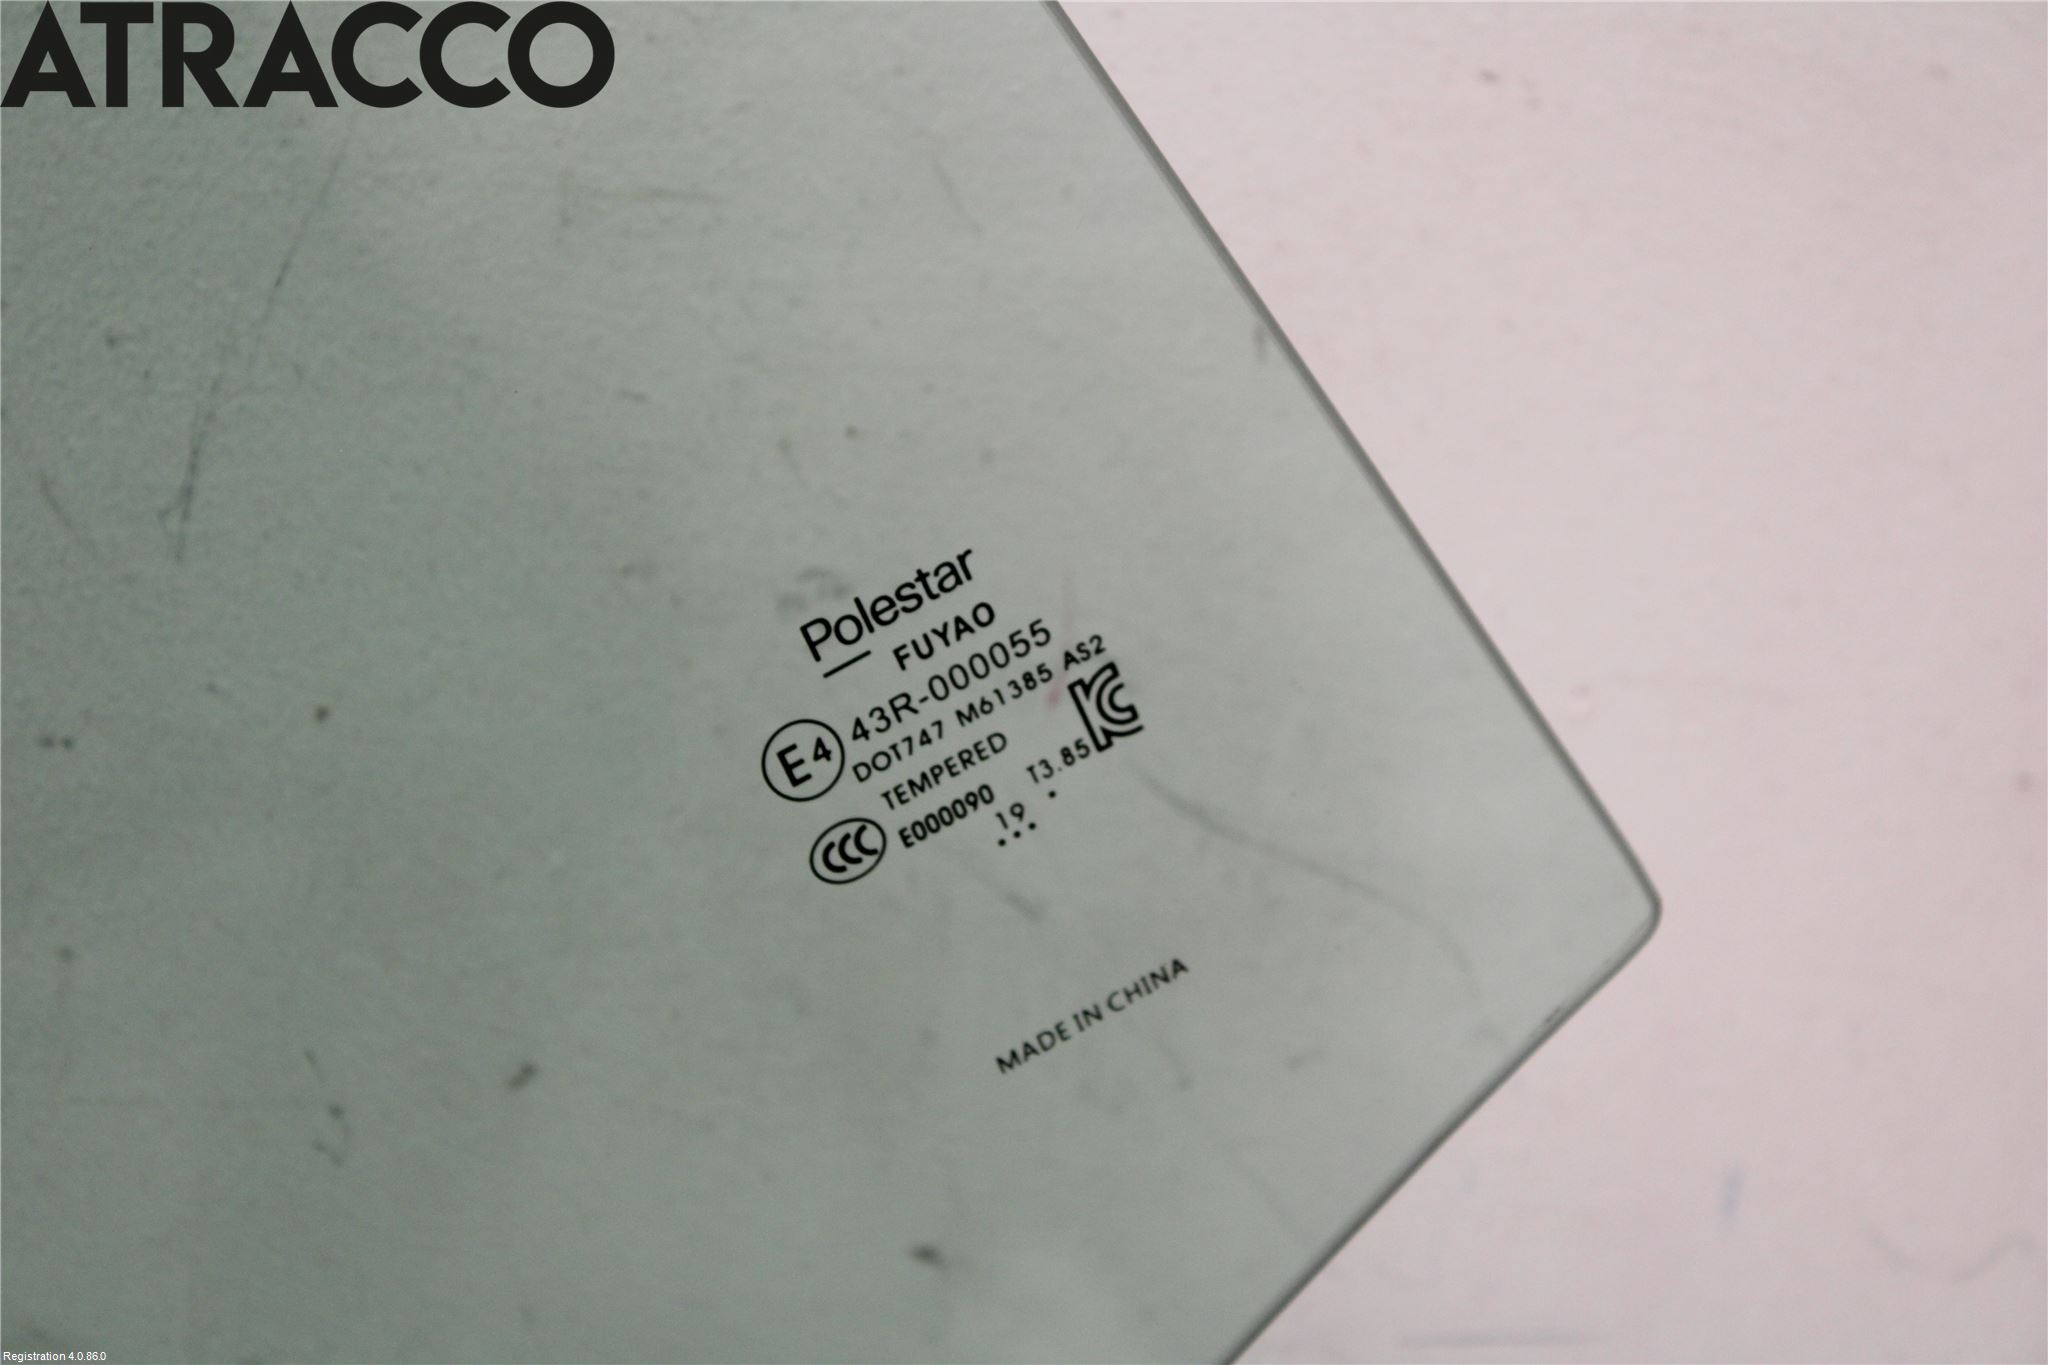 ATRACCO
Polestar
FUYAO
E4 43R-000055
DOT747 M61385 AS2
TEMPERED
CCC E000090 T3.85 KC
19
MADE IN CHINA
Registration 4.0.86.0